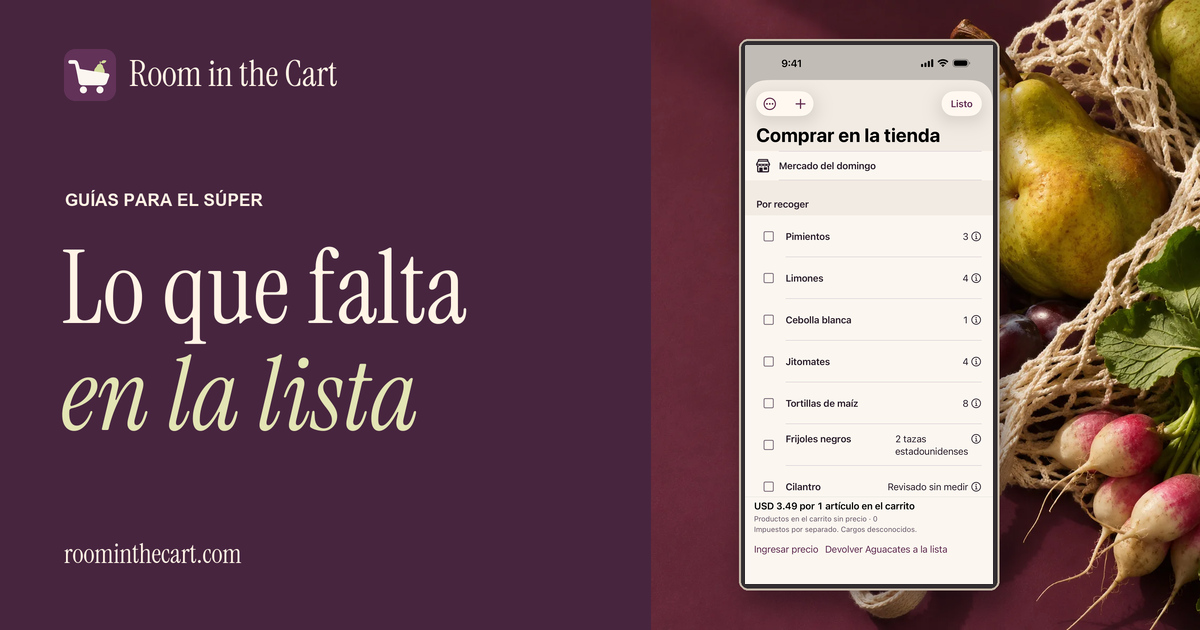 Room in the Cart
GUÍAS PARA EL SÚPER
Lo que falta
en la lista
roominthecart.com
9:41
Listo
Comprar en la tienda
Mercado del domingo
Por recoger
Pimientos 3
Limones 4
Cebolla blanca 1
Jitomates 4
Tortillas de maíz 8
Frijoles negros 2 tazas
estadounidenses
Cilantro Revisado sin medir
USD 3.49 por 1 artículo en el carrito
Productos en el carrito sin precio · 0
Impuestos por separado. Cargos desconocidos.
Ingresar precio Devolver Aguacates a la lista